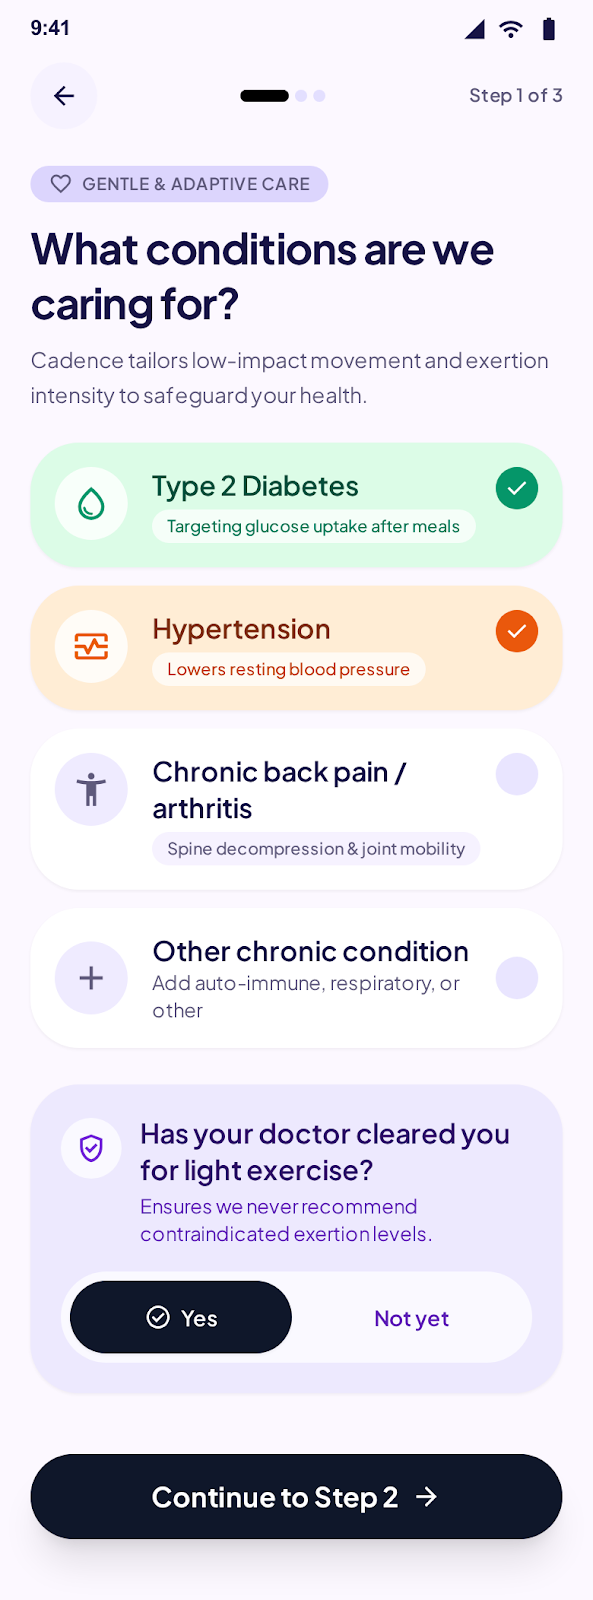 9:41
Step 1 of 3
GENTLE & ADAPTIVE CARE
What conditions are we
caring for?
Cadence tailors low-impact movement and exertion
intensity to safeguard your health.
Type 2 Diabetes
Targeting glucose uptake after meals
Hypertension
Lowers resting blood pressure
Chronic back pain /
arthritis
Spine decompression & joint mobility
Other chronic condition
Add auto-immune, respiratory, or
other
Has your doctor cleared you
for light exercise?
Ensures we never recommend
contraindicated exertion levels.
Yes
Not yet
Continue to Step 2